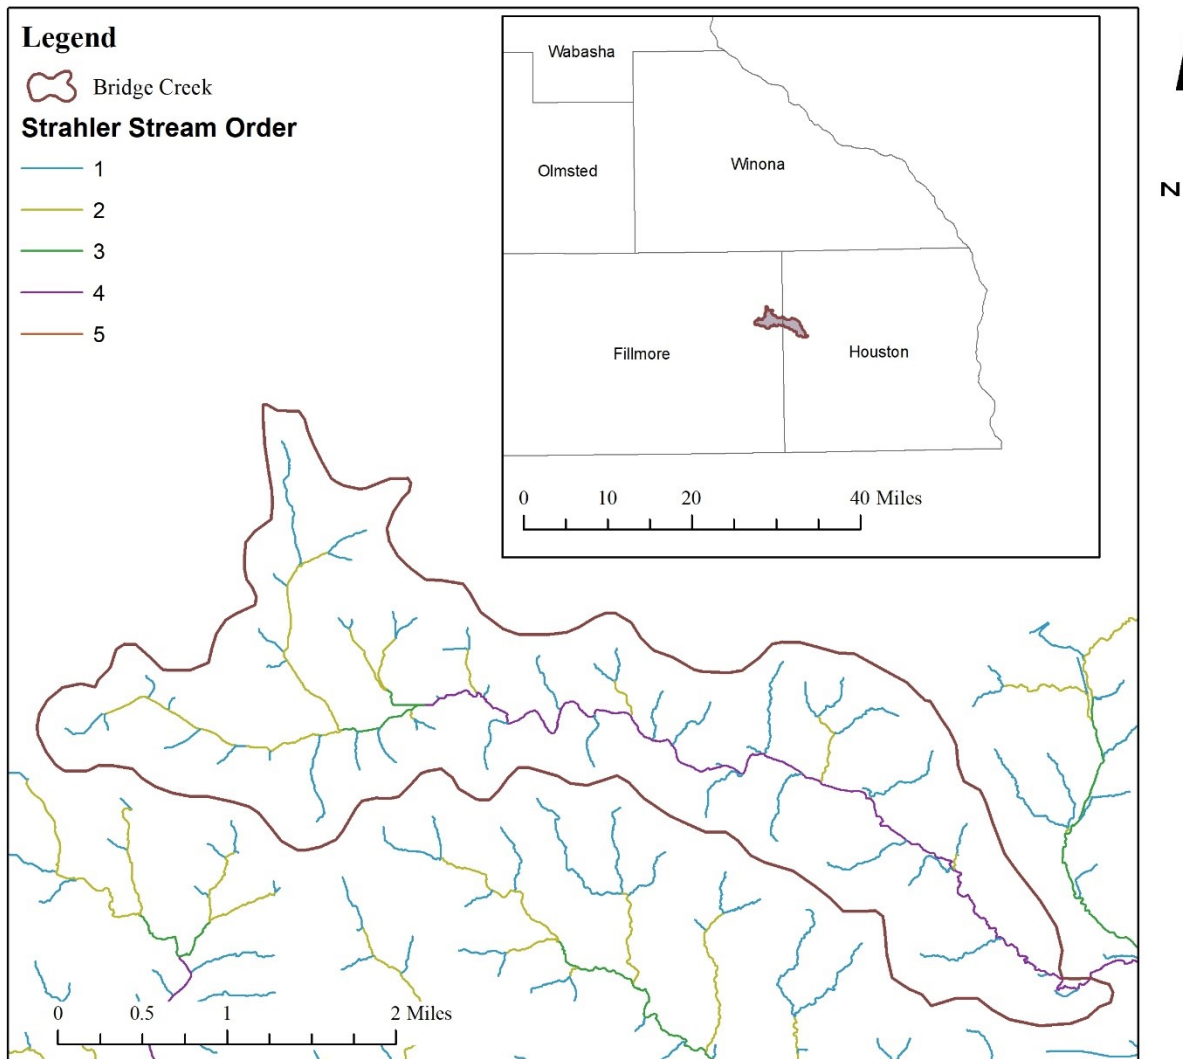 Legend
Bridge Creek
Strahler Stream Order
1
2
3
4
5
Wabasha
Olmsted
Winona
Fillmore
Houston
0 10 20 40 Miles
0 0.5 1 2 Miles
N